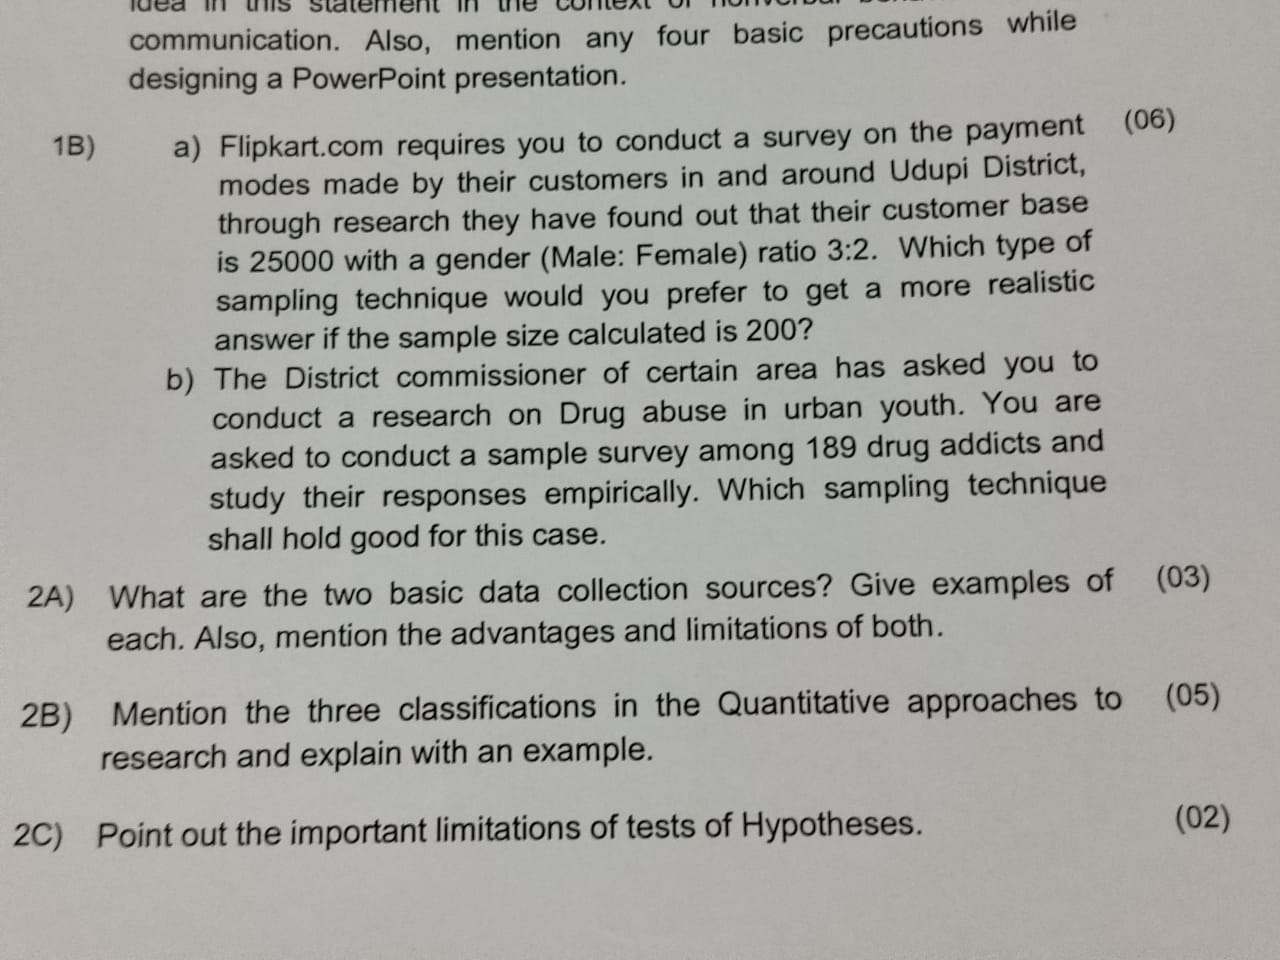 idea in this statement in the context of nonverbal
communication. Also, mention any four basic precautions while
designing a PowerPoint presentation.
1B) a) Flipkart.com requires you to conduct a survey on the payment (06)
modes made by their customers in and around Udupi District,
through research they have found out that their customer base
is 25000 with a gender (Male: Female) ratio 3:2. Which type of
sampling technique would you prefer to get a more realistic
answer if the sample size calculated is 200?
b) The District commissioner of certain area has asked you to
conduct a research on Drug abuse in urban youth. You are
asked to conduct a sample survey among 189 drug addicts and
study their responses empirically. Which sampling technique
shall hold good for this case.
2A) What are the two basic data collection sources? Give examples of (03)
each. Also, mention the advantages and limitations of both.
2B) Mention the three classifications in the Quantitative approaches to (05)
research and explain with an example.
2C) Point out the important limitations of tests of Hypotheses. (02)